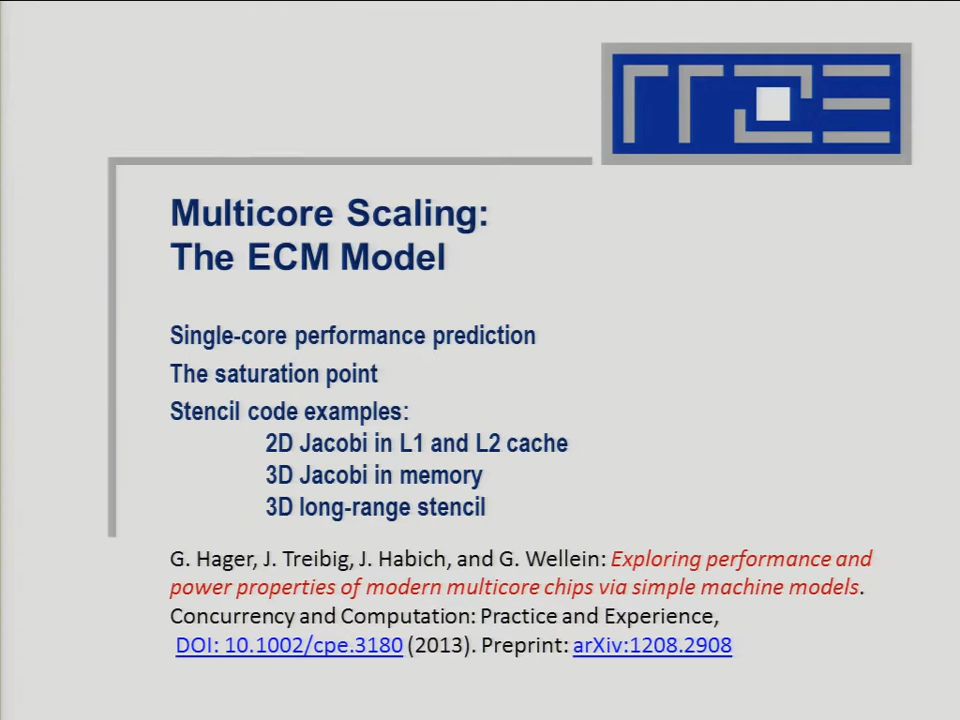 rrze
Multicore Scaling:
The ECM Model
Single-core performance prediction
The saturation point
Stencil code examples:
2D Jacobi in L1 and L2 cache
3D Jacobi in memory
3D long-range stencil
G. Hager, J. Treibig, J. Habich, and G. Wellein: Exploring performance and
power properties of modern multicore chips via simple machine models.
Concurrency and Computation: Practice and Experience,
DOI: 10.1002/cpe.3180 (2013). Preprint: arXiv:1208.2908